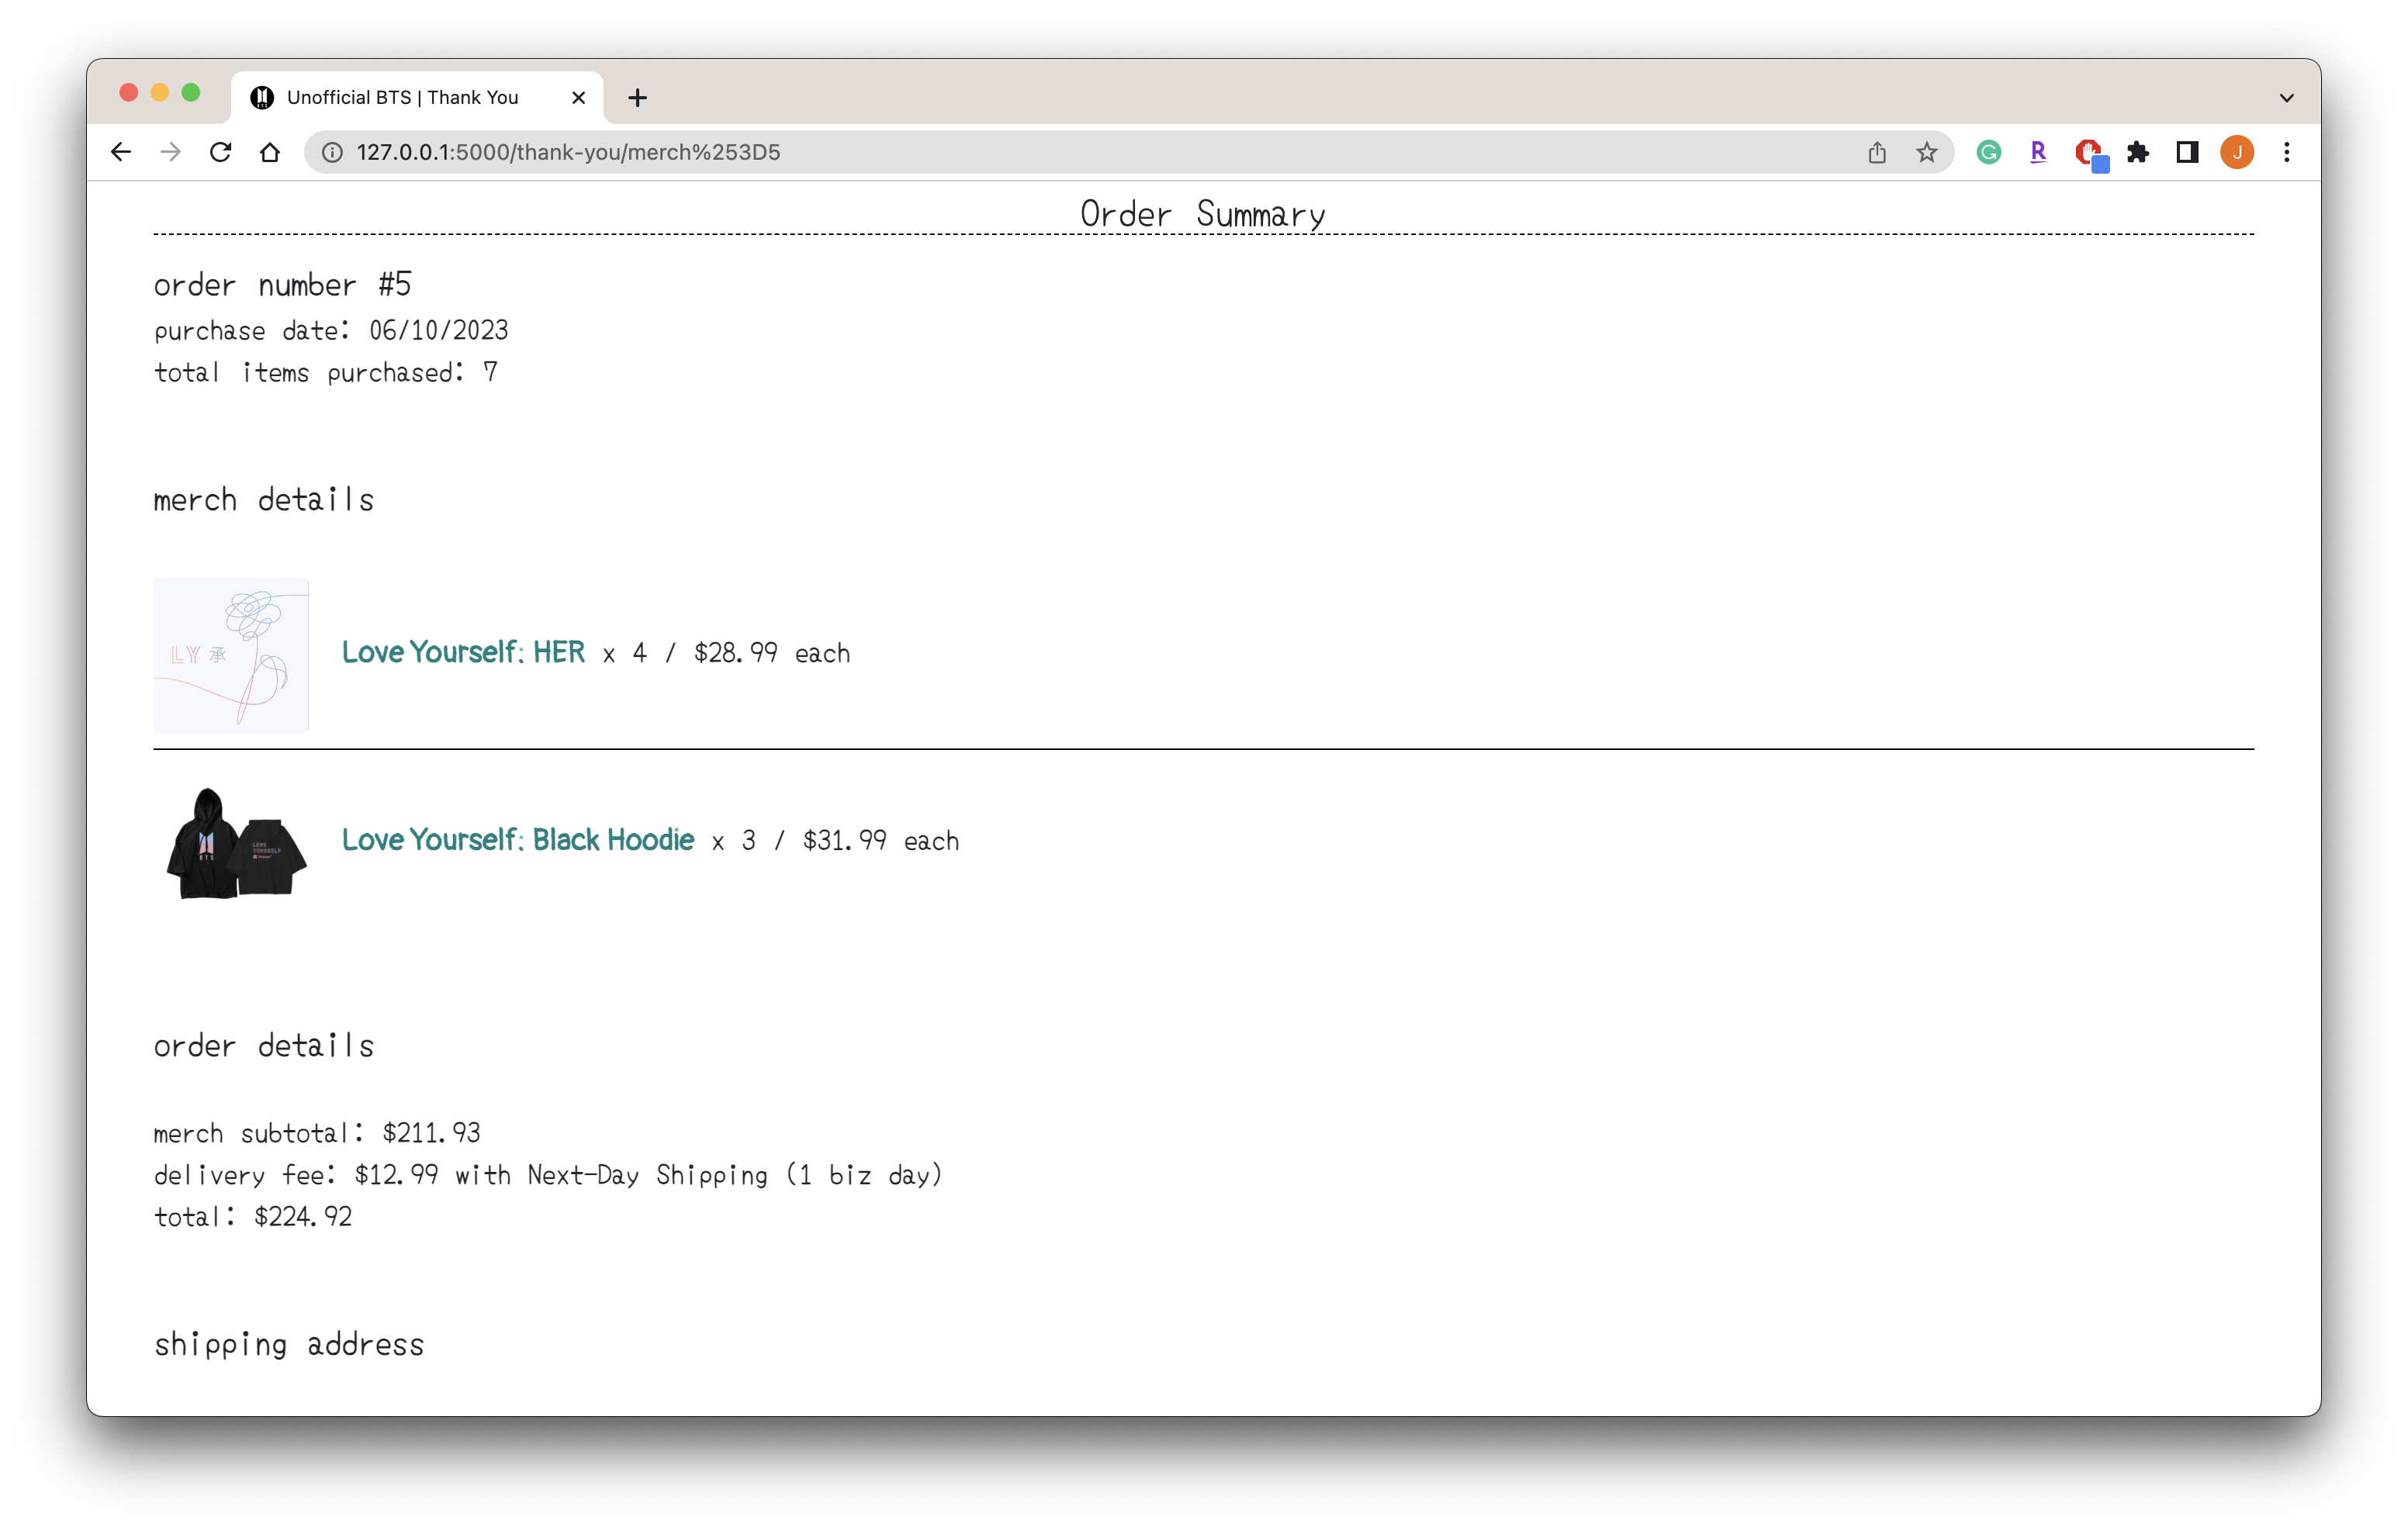 Unofficial BTS | Thank You
127.0.0.1:5000/thank-you/merch%253D5
J
Order Summary
order number #5
purchase date: 06/10/2023
total items purchased: 7
merch details
LY 承
Love Yourself: HER x 4 / $28.99 each
BTS
LOVE
YOURSELF
Love Yourself: Black Hoodie x 3 / $31.99 each
order details
merch subtotal: $211.93
delivery fee: $12.99 with Next-Day Shipping (1 biz day)
total: $224.92
shipping address